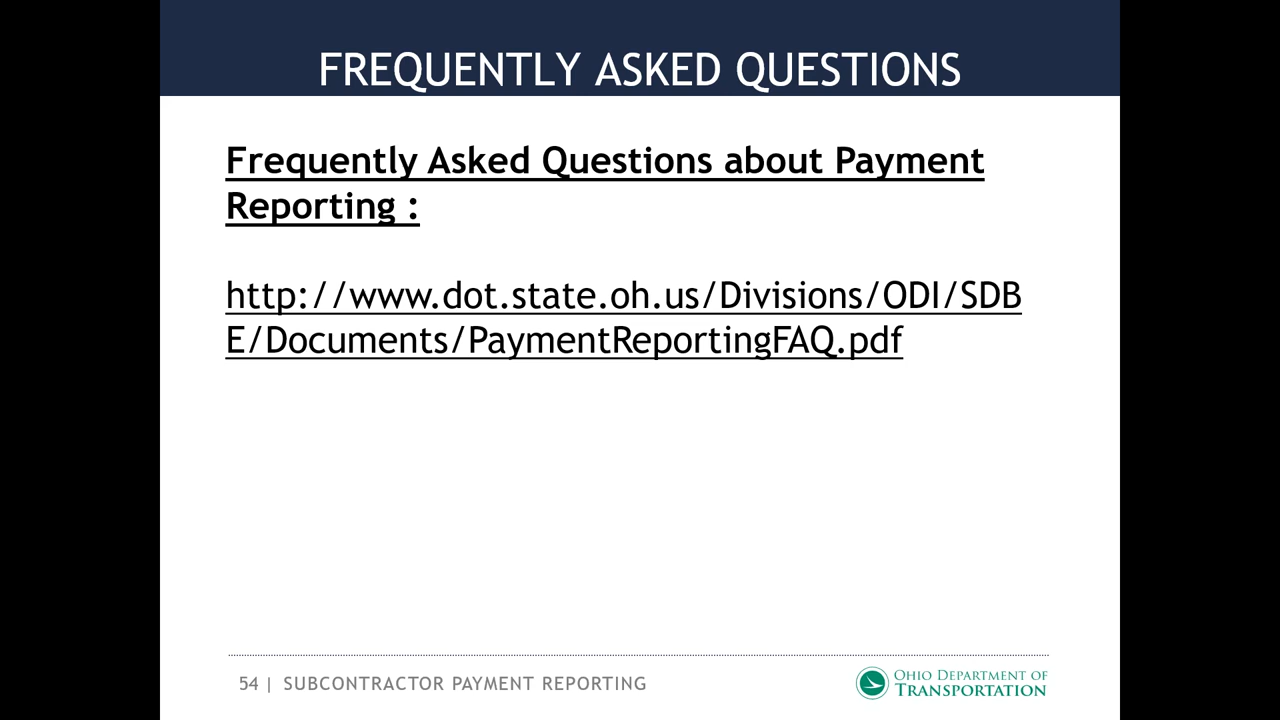 FREQUENTLY ASKED QUESTIONS
Frequently Asked Questions about Payment
Reporting :
http://www.dot.state.oh.us/Divisions/ODI/SDB
E/Documents/PaymentReportingFAQ.pdf
54 | SUBCONTRACTOR PAYMENT REPORTING
OHIO DEPARTMENT OF
TRANSPORTATION